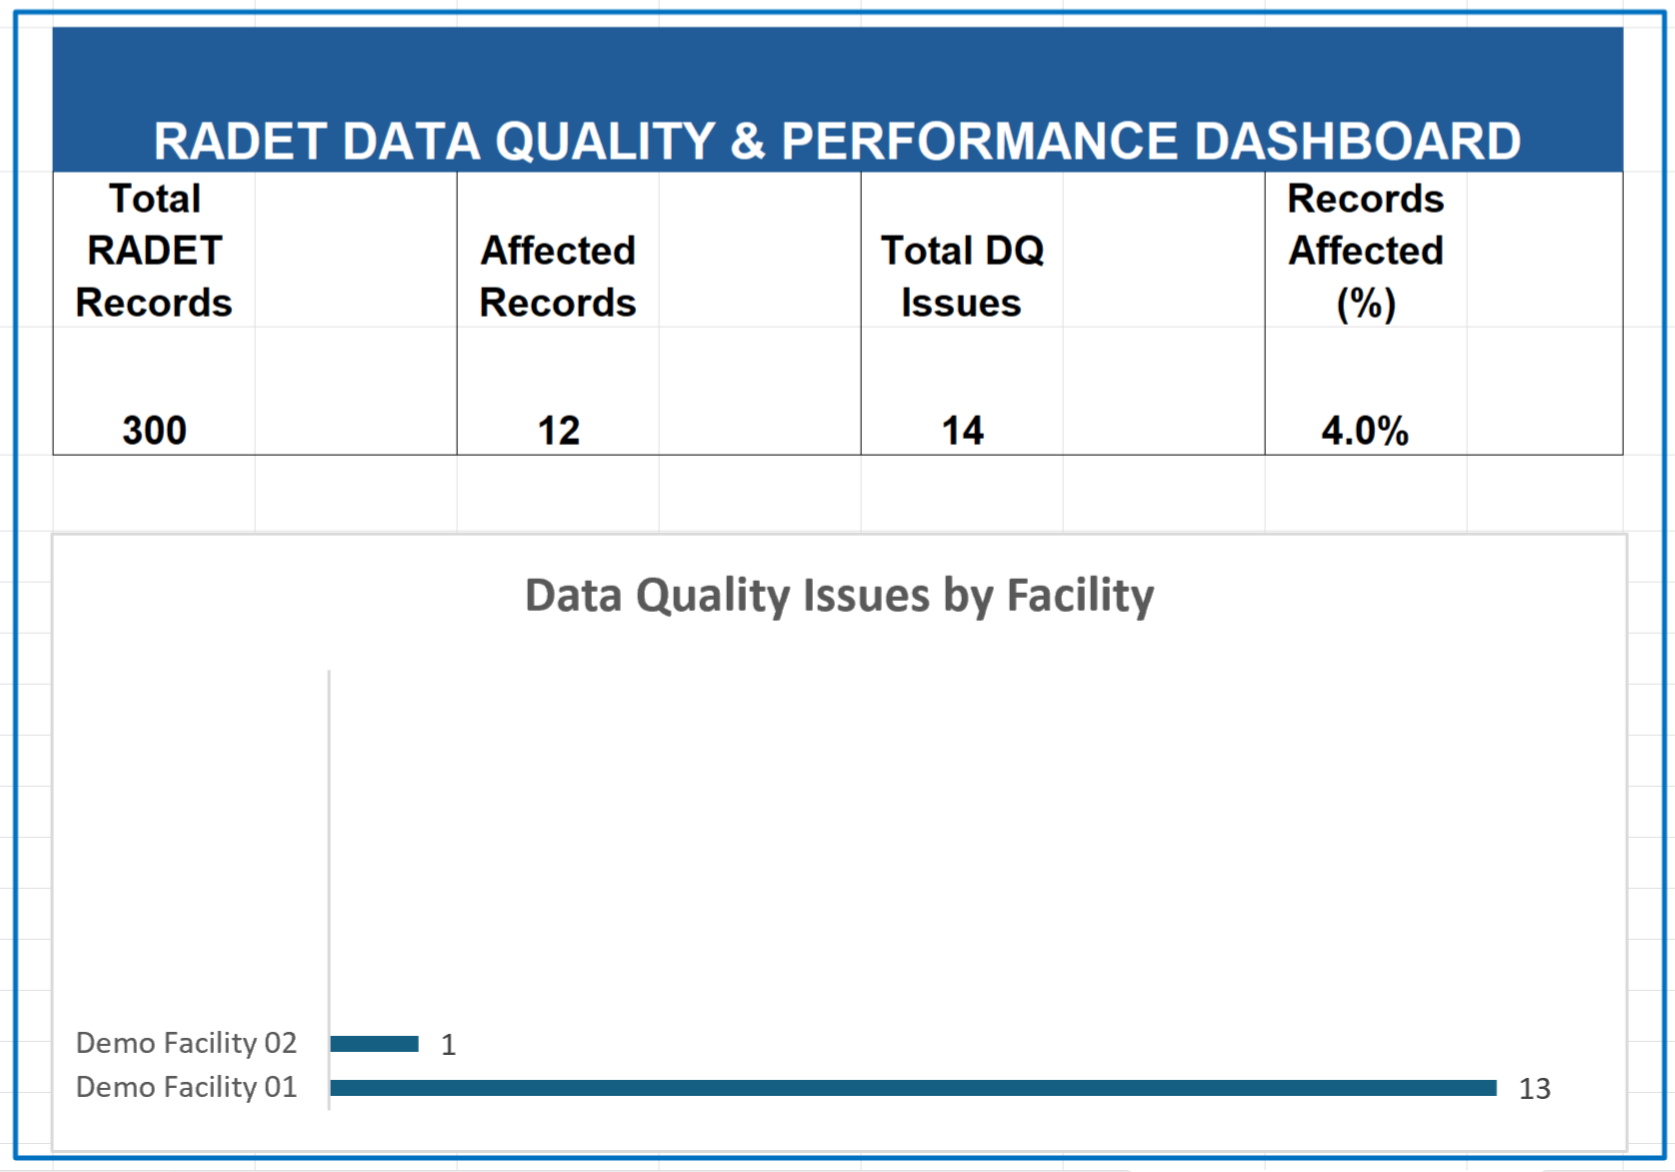 RADET DATA QUALITY & PERFORMANCE DASHBOARD
Total
RADET
Records
Affected
Records
Total DQ
Issues
Records
Affected
(%)
300
12
14
4.0%
Data Quality Issues by Facility
Demo Facility 02
1
Demo Facility 01
13